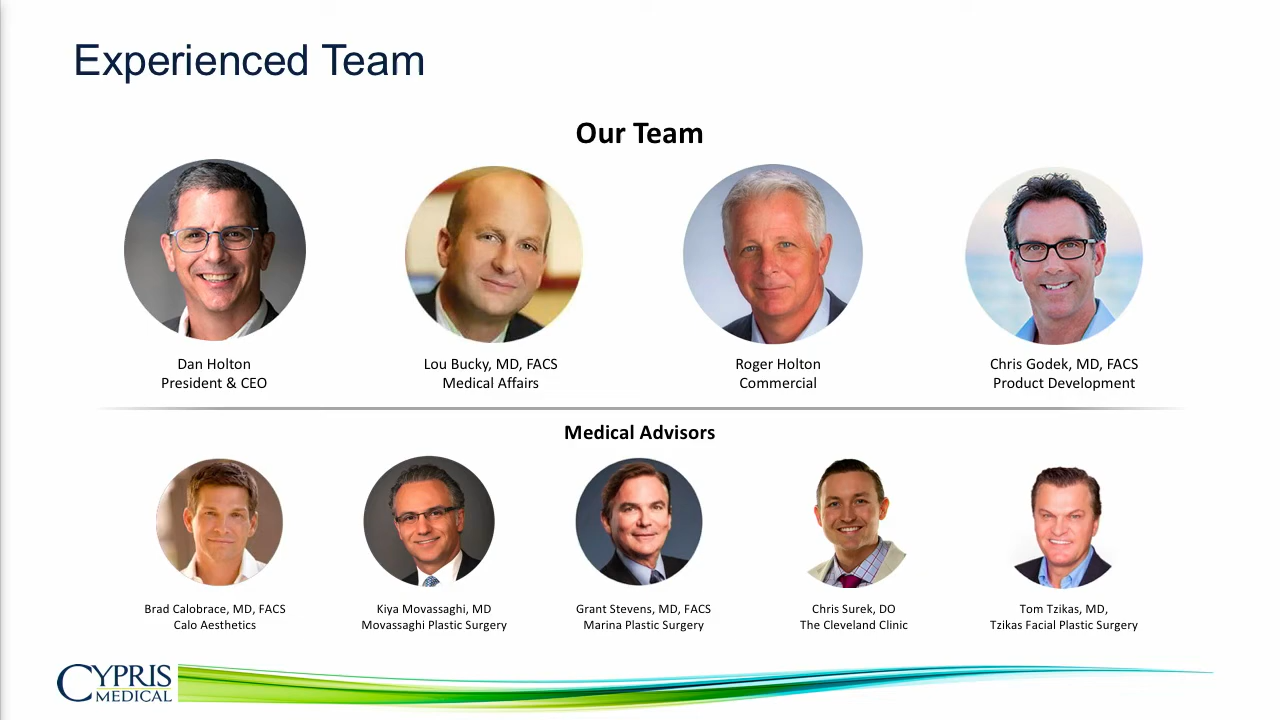 Experienced Team
Our Team
Dan Holton
President & CEO
Lou Bucky, MD, FACS
Medical Affairs
Roger Holton
Commercial
Chris Godek, MD, FACS
Product Development
Medical Advisors
Brad Calobrace, MD, FACS
Calo Aesthetics
Kiya Movassaghi, MD
Movassaghi Plastic Surgery
Grant Stevens, MD, FACS
Marina Plastic Surgery
Chris Surek, DO
The Cleveland Clinic
Tom Tzikas, MD,
Tzikas Facial Plastic Surgery
CYPRIS
MEDICAL